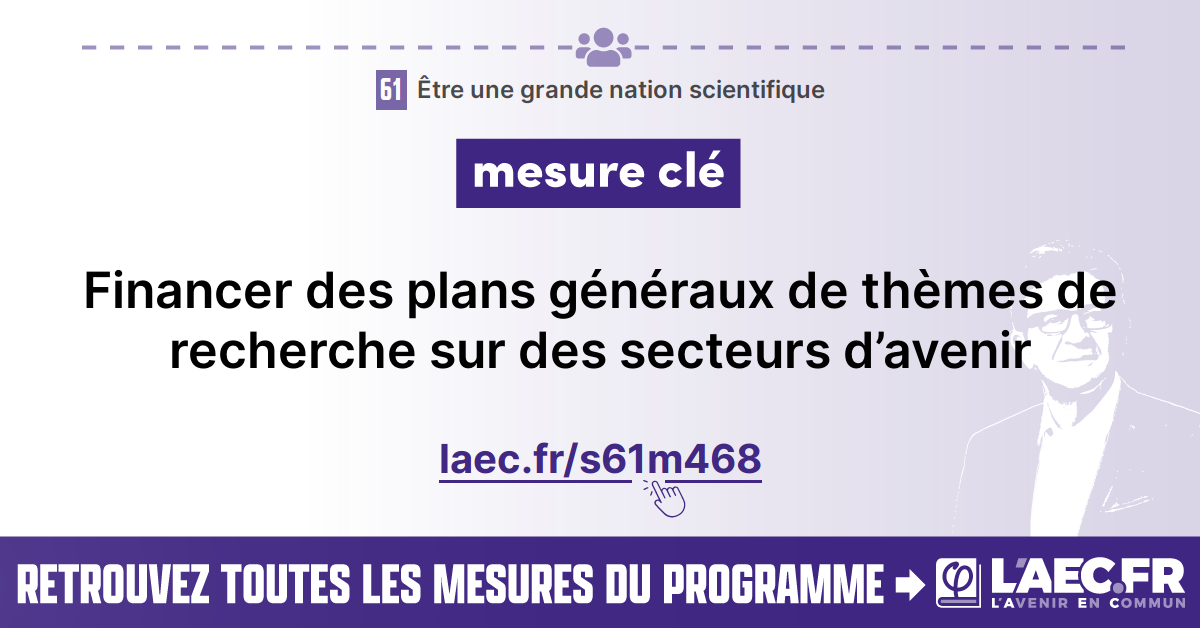 61 Être une grande nation scientifique
mesure clé
Financer des plans généraux de thèmes de
recherche sur des secteurs d’avenir
laec.fr/s61m468
RETROUVEZ TOUTES LES MESURES DU PROGRAMME
φ L'AEC.FR
L'AVENIR EN COMMUN